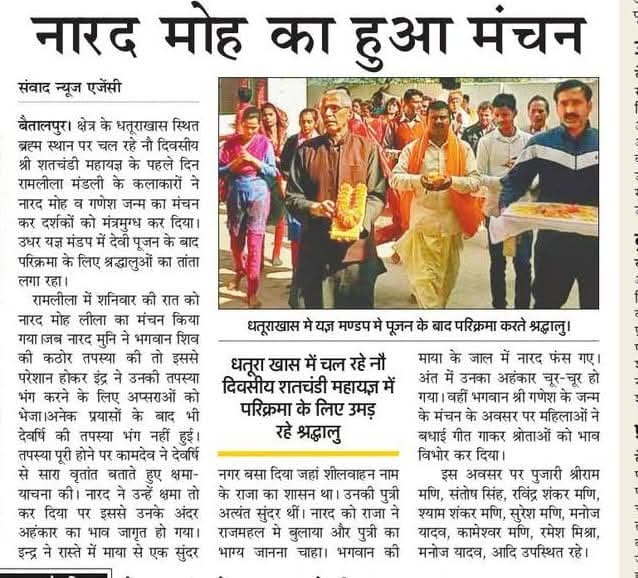 नारद मोह का हुआ मंचन
संवाद न्यूज एजेंसी
बैतालपुर। क्षेत्र के धतूराखास स्थित
ब्रह्म स्थान पर चल रहे नौ दिवसीय
श्री शतचंडी महायज्ञ के पहले दिन
रामलीला मंडली के कलाकारों ने
नारद मोह व गणेश जन्म का मंचन
कर दर्शकों को मंत्रमुग्ध कर दिया।
उधर यज्ञ मंडप में देवी पूजन के बाद
परिक्रमा के लिए श्रद्धालुओं का तांता
लगा रहा।
रामलीला में शनिवार की रात को
नारद मोह लीला का मंचन किया
गया।जब नारद मुनि ने भगवान शिव
की कठोर तपस्या की तो इससे
परेशान होकर इंद्र ने उनकी तपस्या
भंग करने के लिए अप्सराओं को
भेजा।अनेक प्रयासों के बाद भी
देवर्षि की तपस्या भंग नहीं हुई।
तपस्या पूरी होने पर कामदेव ने देवर्षि
से सारा वृतांत बताते हुए क्षमा-
याचना की। नारद ने उन्हें क्षमा तो
कर दिया पर इससे उनके अंदर
अहंकार का भाव जागृत हो गया।
इन्द्र ने रास्ते में माया से एक सुंदर
धतूराखास मे यज्ञ मण्डप मे पूजन के बाद परिक्रमा करते श्रद्धालु।
धतूरा खास में चल रहे नौ
दिवसीय शतचंडी महायज्ञ में
परिक्रमा के लिए उमड़
रहे श्रद्धालु
नगर बसा दिया जहां शीलवाहन नाम
के राजा का शासन था। उनकी पुत्री
अत्यंत सुंदर थीं। नारद को राजा ने
राजमहल मे बुलाया और पुत्री का
भाग्य जानना चाहा। भगवान की
माया के जाल में नारद फंस गए।
अंत में उनका अहंकार चूर-चूर हो
गया। वहीं भगवान श्री गणेश के जन्म
के मंचन के अवसर पर महिलाओं ने
बधाई गीत गाकर श्रोताओं को भाव
विभोर कर दिया।
इस अवसर पर पुजारी श्रीराम
मणि, संतोष सिंह, रविंद्र शंकर मणि,
श्याम शंकर मणि, सुरेश मणि, मनोज
यादव, कामेश्वर मणि, रमेश मिश्रा,
मनोज यादव, आदि उपस्थित रहे।